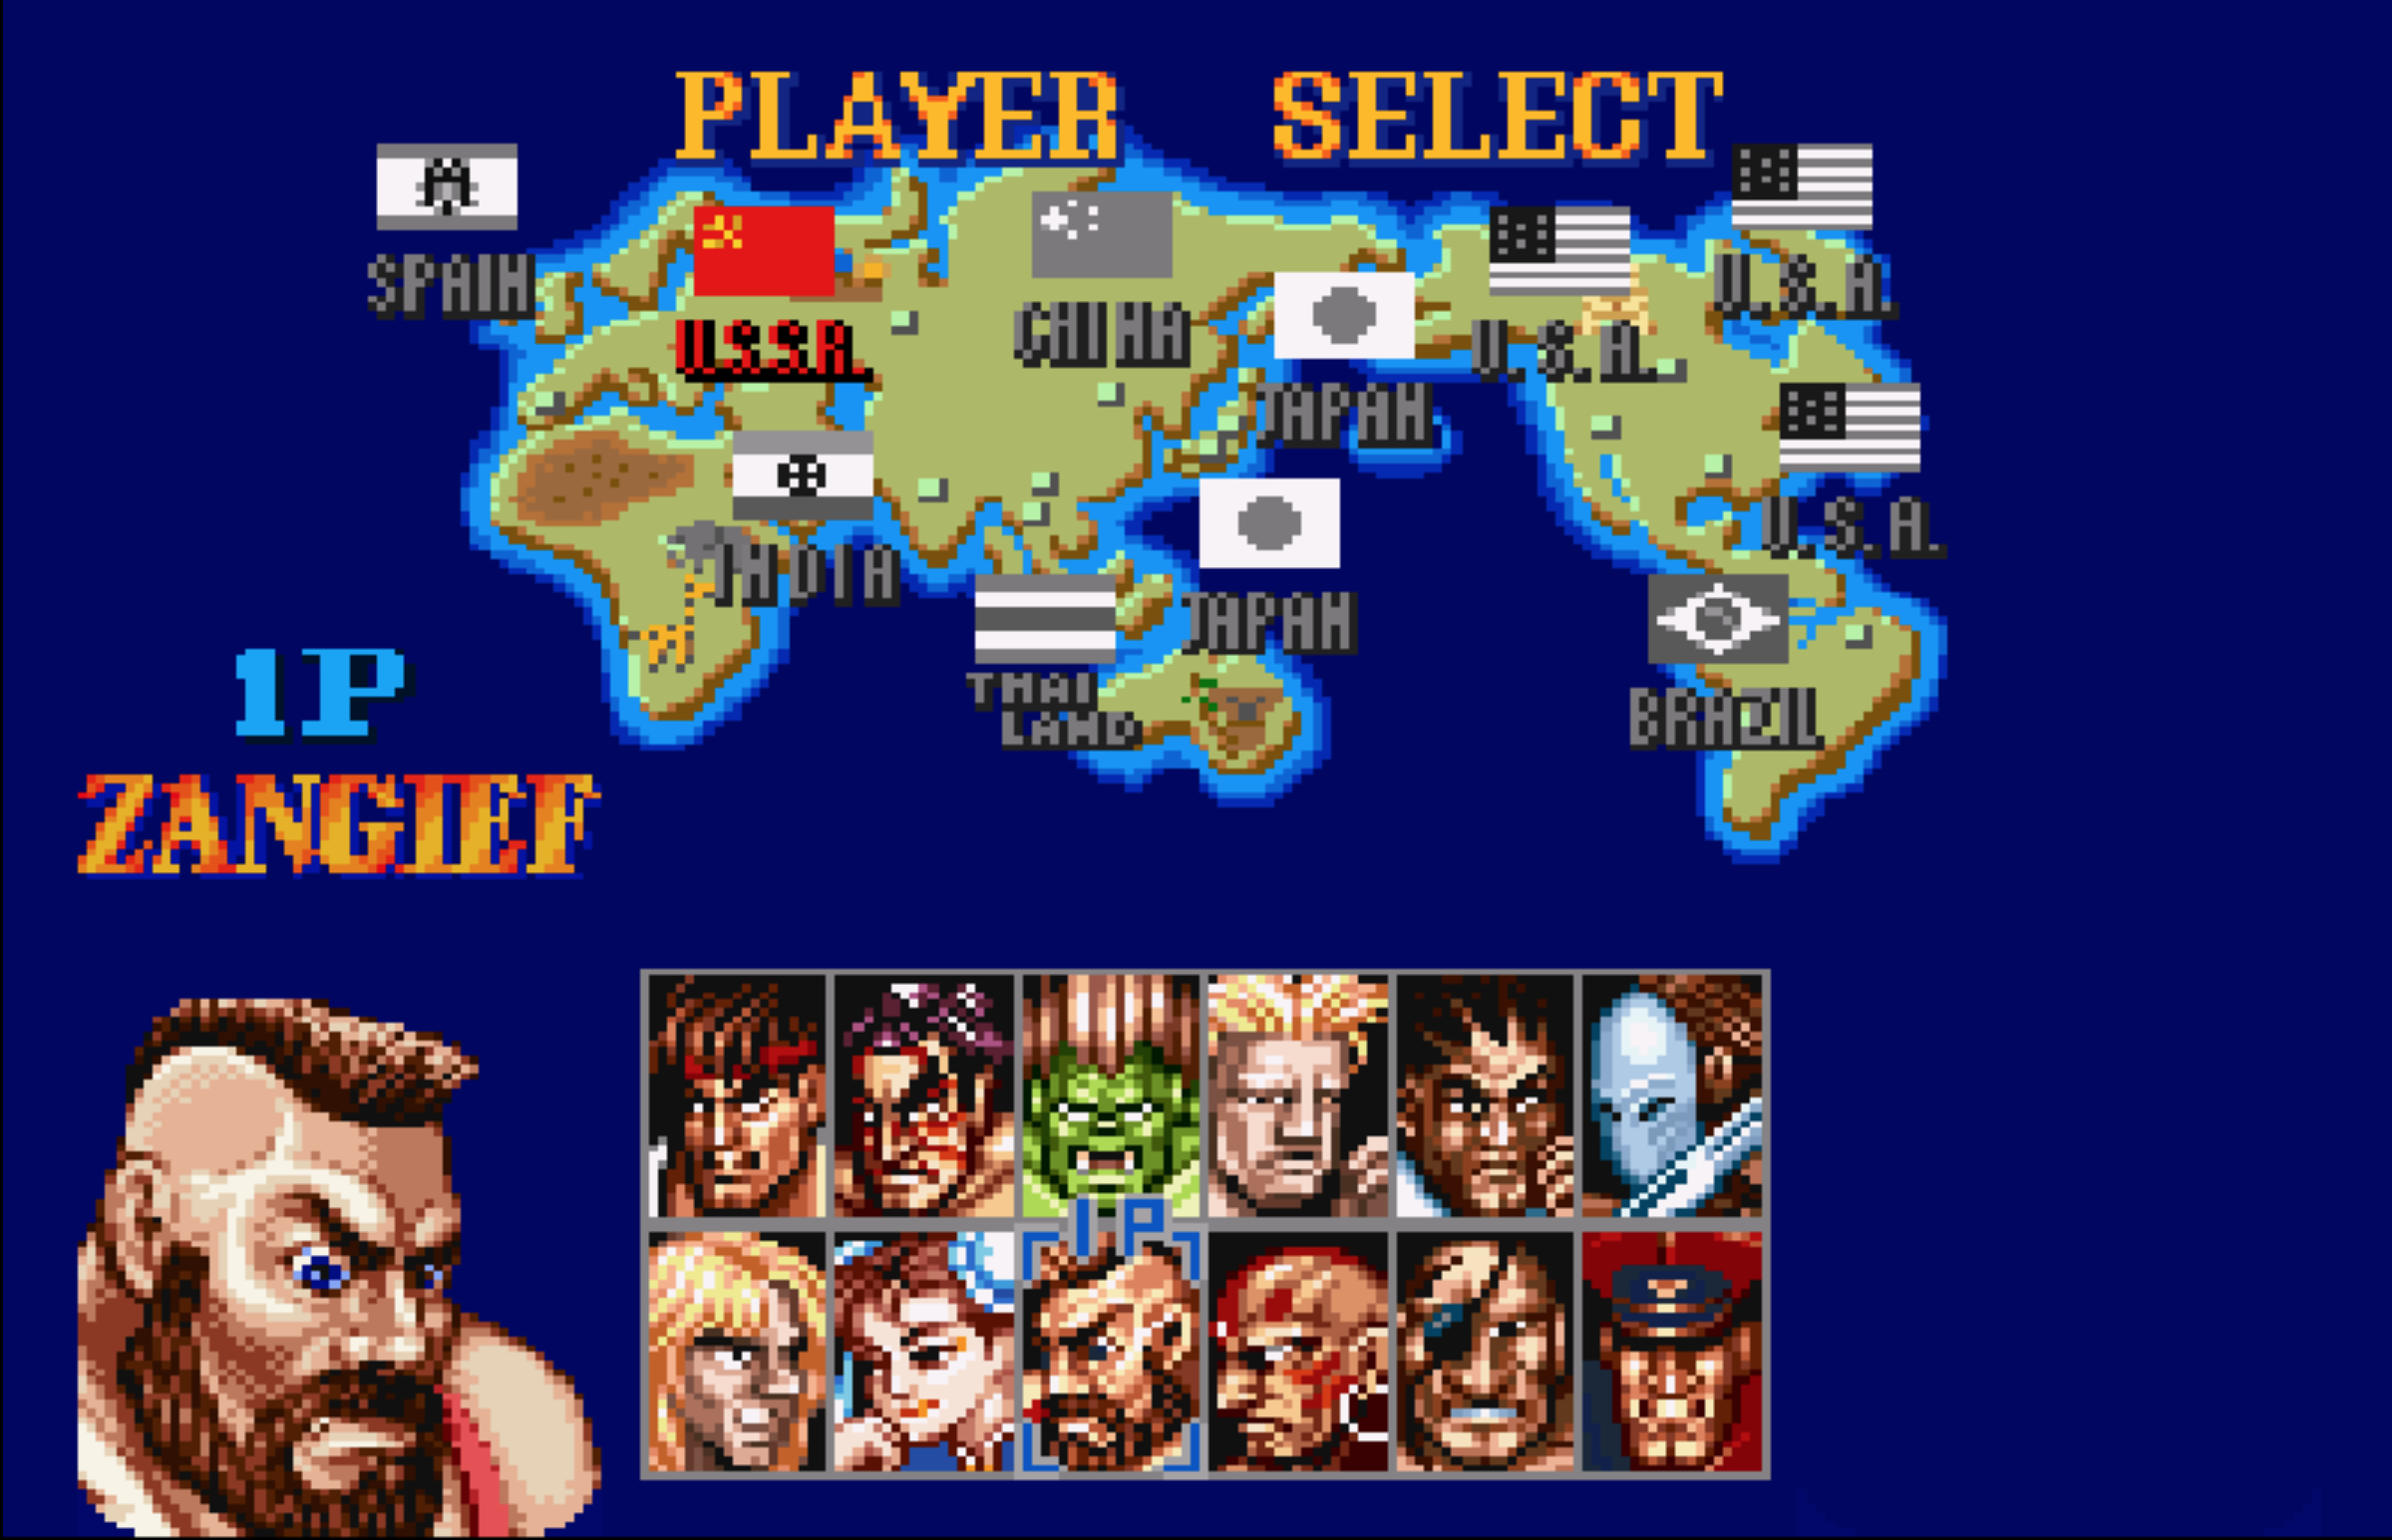 PLAYER SELECT
SPAIN
U.S.S.R.
CHINA
JAPAN
U.S.A.
U.S.A.
U.S.A.
INDIA
JAPAN
THAI
LAND
BRAZIL
1P
ZANGIEF
1P